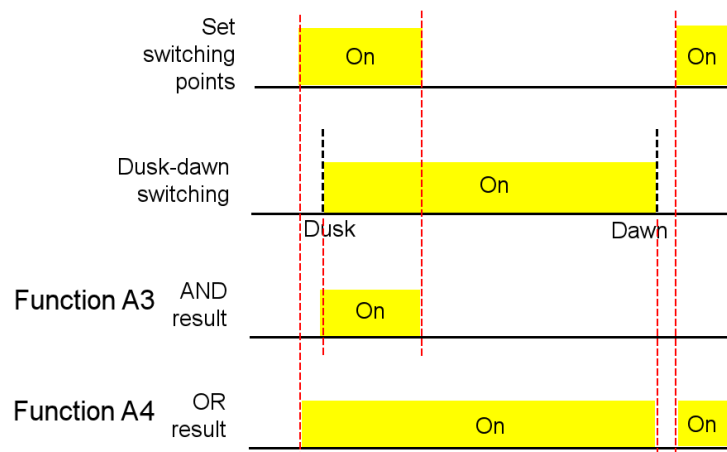 Set
switching
points
On
On
Dusk-dawn
switching
On
Dusk
Dawn
Function A3
AND
result
On
Function A4
OR
result
On
On